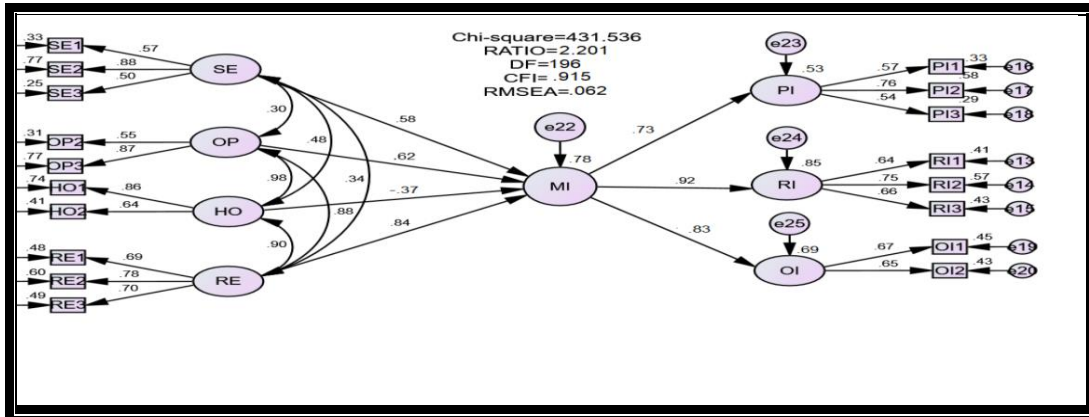 Chi-square=431.536
RATIO=2.201
DF=196
CFI= .915
RMSEA=.062
.33
SE1
.57
.77
SE2
.88
.25
SE3
.50
SE
.30
.48
.34
.58
.31
OP2
.55
.77
OP3
.87
OP
.62
.98
.88
.74
HO1
.86
.41
HO2
.64
HO
-.37
.90
.48
RE1
.69
.60
RE2
.78
.49
RE3
.70
RE
.84
e22
.78
MI
.73
.92
.83
e23
.53
PI
.57
PI1
.33
e16
.76
PI2
.58
e17
.54
PI3
.29
e18
e24
.85
RI
.64
RI1
.41
e13
.75
RI2
.57
e14
.66
RI3
.43
e15
e25
.69
OI
.67
OI1
.45
e19
.65
OI2
.43
e20